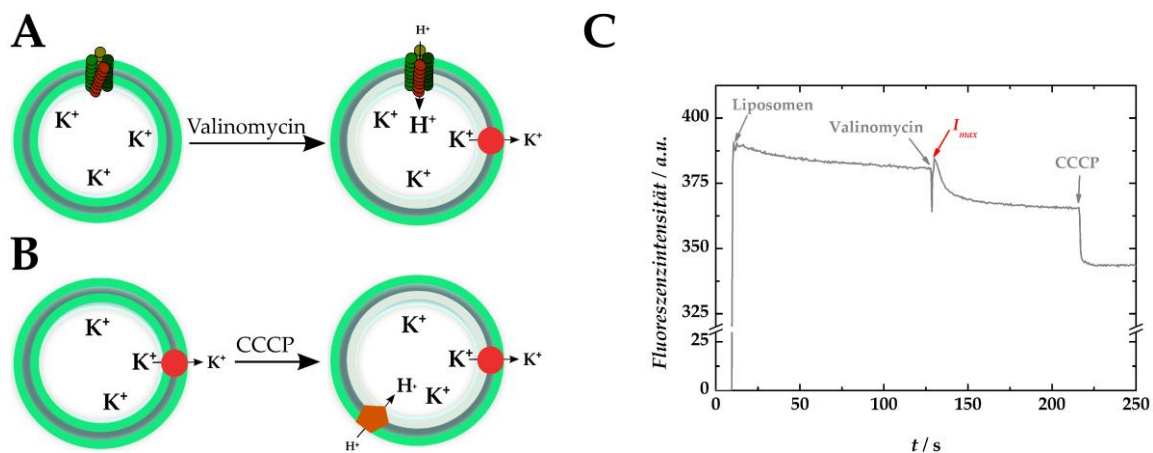 A
H⁺
K⁺
K⁺
K⁺
Valinomycin
K⁺
H⁺
K⁺
K⁺
K⁺
B
K⁺
K⁺
K⁺
K⁺
CCCP
K⁺
K⁺
K⁺
H⁺
K⁺
H⁺
C
Fluoreszenzintensität / a.u.
400
375
350
325
25
0
Liposomen
Valinomycin
Imax
CCCP
0 50 100 150 200 250
t / s